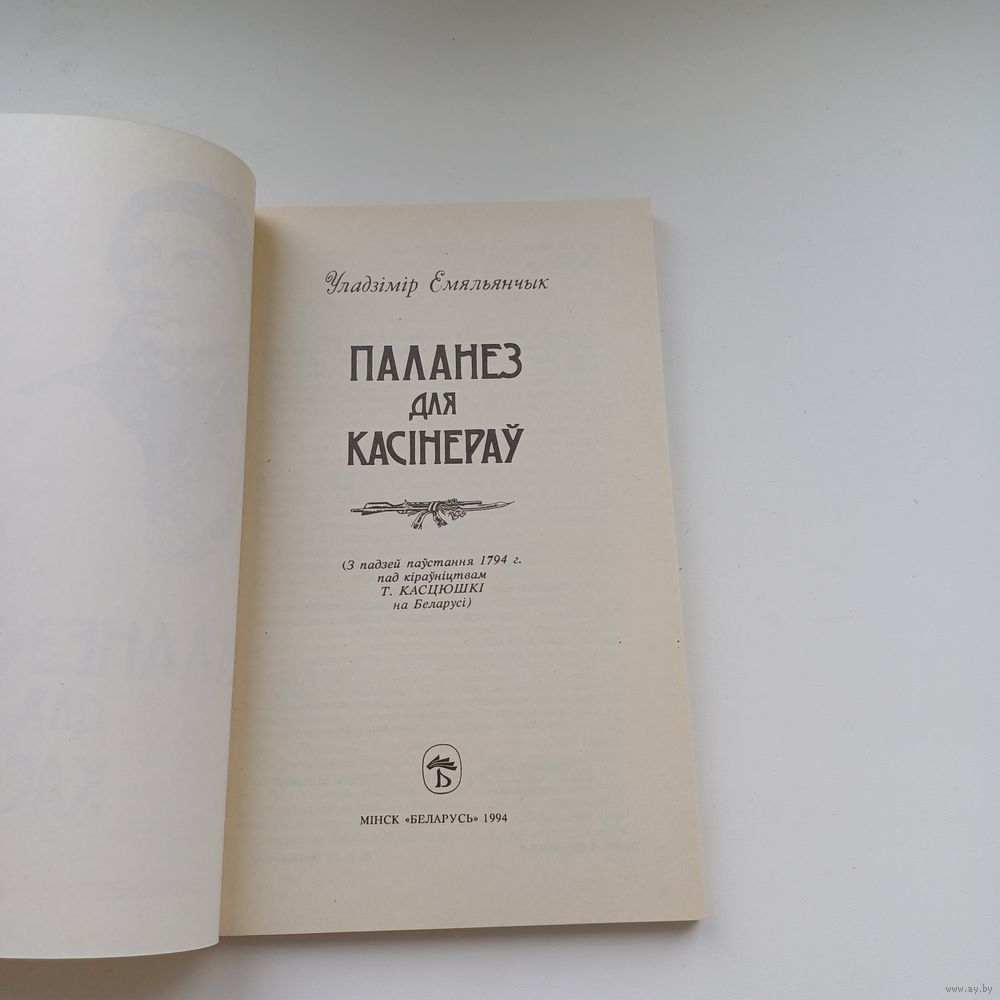 Уладзімір Емяльянчык
ПАЛАНЕЗ
ДЛЯ
КАСІНЕРАЎ
(З падзей паўстання 1794 г.
пад кіраўніцтвам
Т. КАСЦЮШКІ
на Беларусі)
Б
МІНСК «БЕЛАРУСЬ» 1994
www.ay.by